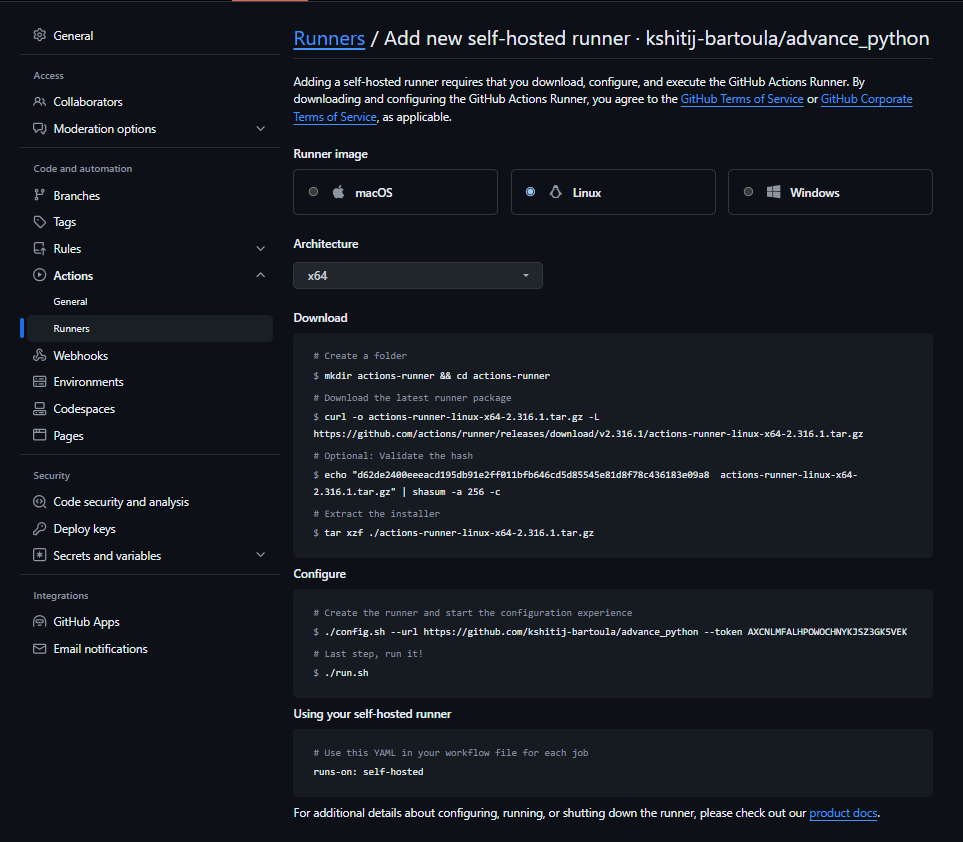 General
Access
Collaborators
Moderation options
Code and automation
Branches
Tags
Rules
Actions
General
Runners
Webhooks
Environments
Codespaces
Pages
Security
Code security and analysis
Deploy keys
Secrets and variables
Integrations
GitHub Apps
Email notifications
Runners / Add new self-hosted runner · kshitij-bartoula/advance_python
Adding a self-hosted runner requires that you download, configure, and execute the GitHub Actions Runner. By
downloading and configuring the GitHub Actions Runner, you agree to the GitHub Terms of Service or GitHub Corporate
Terms of Service, as applicable.
Runner image
macOS
Linux
Windows
Architecture
x64
Download
# Create a folder
$ mkdir actions-runner && cd actions-runner
# Download the latest runner package
$ curl -o actions-runner-linux-x64-2.316.1.tar.gz -L
https://github.com/actions/runner/releases/download/v2.316.1/actions-runner-linux-x64-2.316.1.tar.gz
# Optional: Validate the hash
$ echo "d62de2400eeeacd195db91e2ff011bfb646cd5d85545e81d8f78c436183e09a8  actions-runner-linux-x64-
2.316.1.tar.gz" | shasum -a 256 -c
# Extract the installer
$ tar xzf ./actions-runner-linux-x64-2.316.1.tar.gz
Configure
# Create the runner and start the configuration experience
$ ./config.sh --url https://github.com/kshitij-bartoula/advance_python --token AXCNLMFALHPOWOCHNYKJSZ3GK5VEK
# Last step, run it!
$ ./run.sh
Using your self-hosted runner
# Use this YAML in your workflow file for each job
runs-on: self-hosted
For additional details about configuring, running, or shutting down the runner, please check out our product docs.